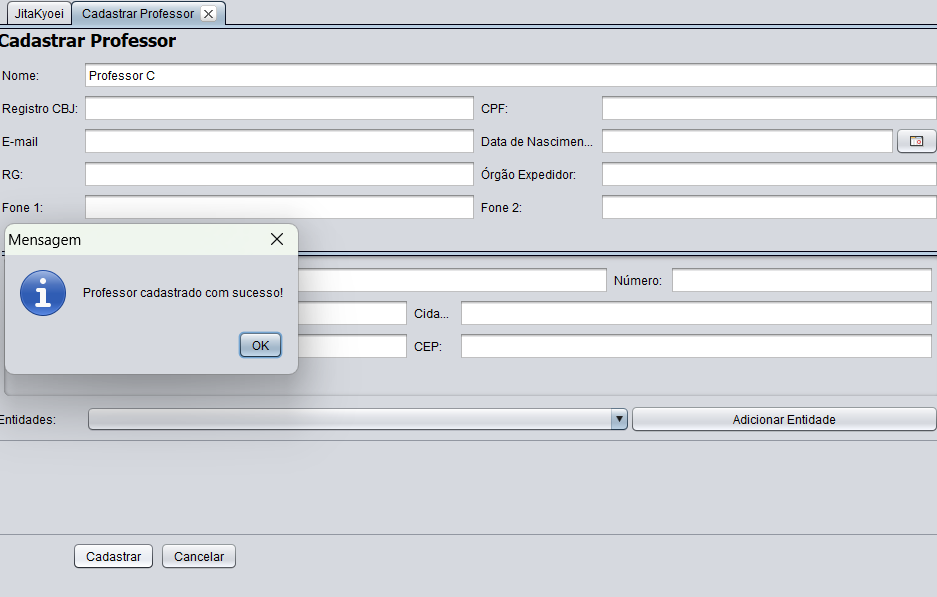 JitaKyoei Cadastrar Professor
Cadastrar Professor
Nome: Professor C
Registro CBJ: CPF:
E-mail Data de Nascimen...
RG: Órgão Expedidor:
Fone 1: Fone 2:
Mensagem
Professor cadastrado com sucesso!
OK
Número:
Cida...
CEP:
Entidades: Adicionar Entidade
Cadastrar Cancelar